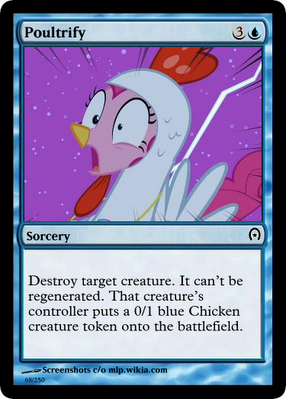 Poultrify 3
Sorcery
Destroy target creature. It can't be
regenerated. That creature's
controller puts a 0/1 blue Chicken
creature token onto the battlefield.
Screenshots c/o mlp.wikia.com
68/250